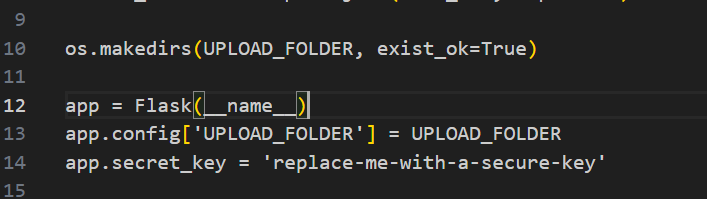 9
10 os.makedirs(UPLOAD_FOLDER, exist_ok=True)
11
12 app = Flask(__name__)
13 app.config['UPLOAD_FOLDER'] = UPLOAD_FOLDER
14 app.secret_key = 'replace-me-with-a-secure-key'
15